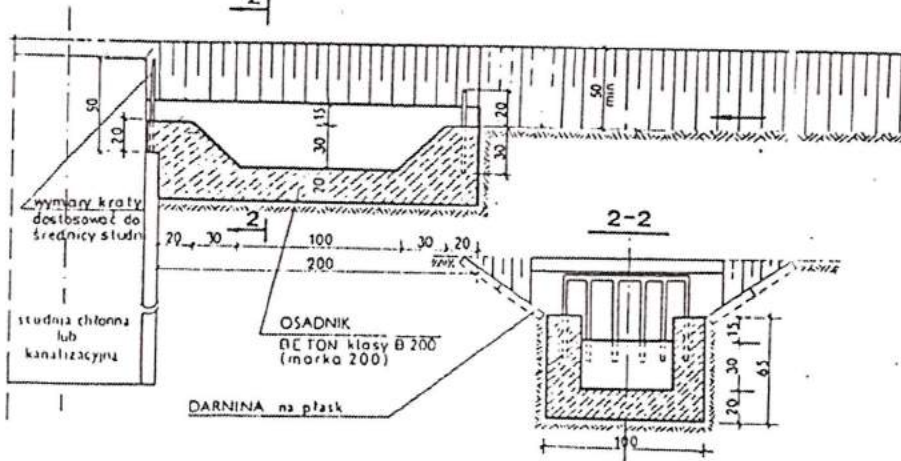 2
50
20
15
30
20
20
30
50 min
wymiary kraty
dostosować do
średnicy studni
2
20
30
100
30
20
200
2-2
studnia chłonna
lub
kanalizacyjna
OSADNIK
BETON klasy B 200
(marka 200)
DARNINA na płask
15
30
20
65
100